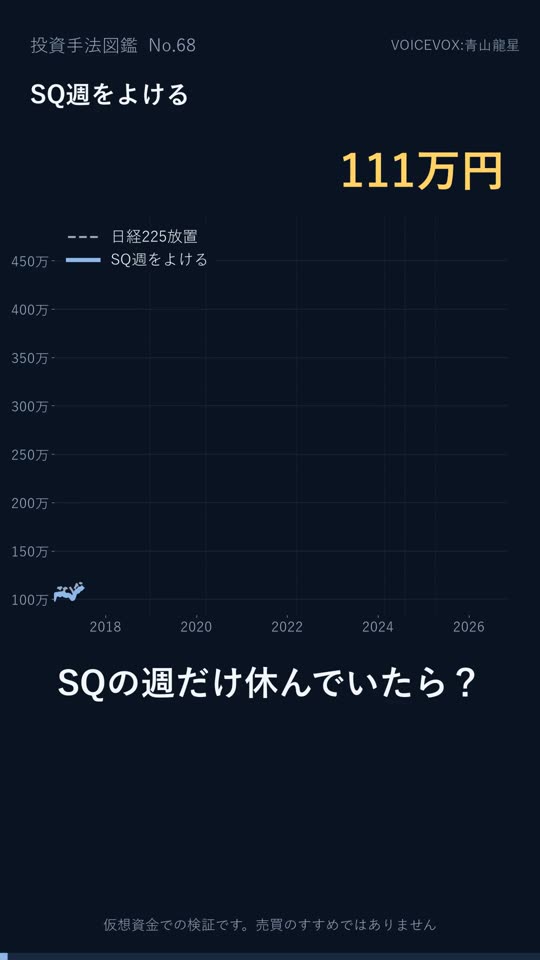 投資手法図鑑 No.68
VOICEVOX:青山龍星
SQ週をよける
111万円
日経225放置
SQ週をよける
450万
400万
350万
300万
250万
200万
150万
100万
2018 2020 2022 2024 2026
SQの週だけ休んでいたら？
仮想資金での検証です。売買のすすめではありません